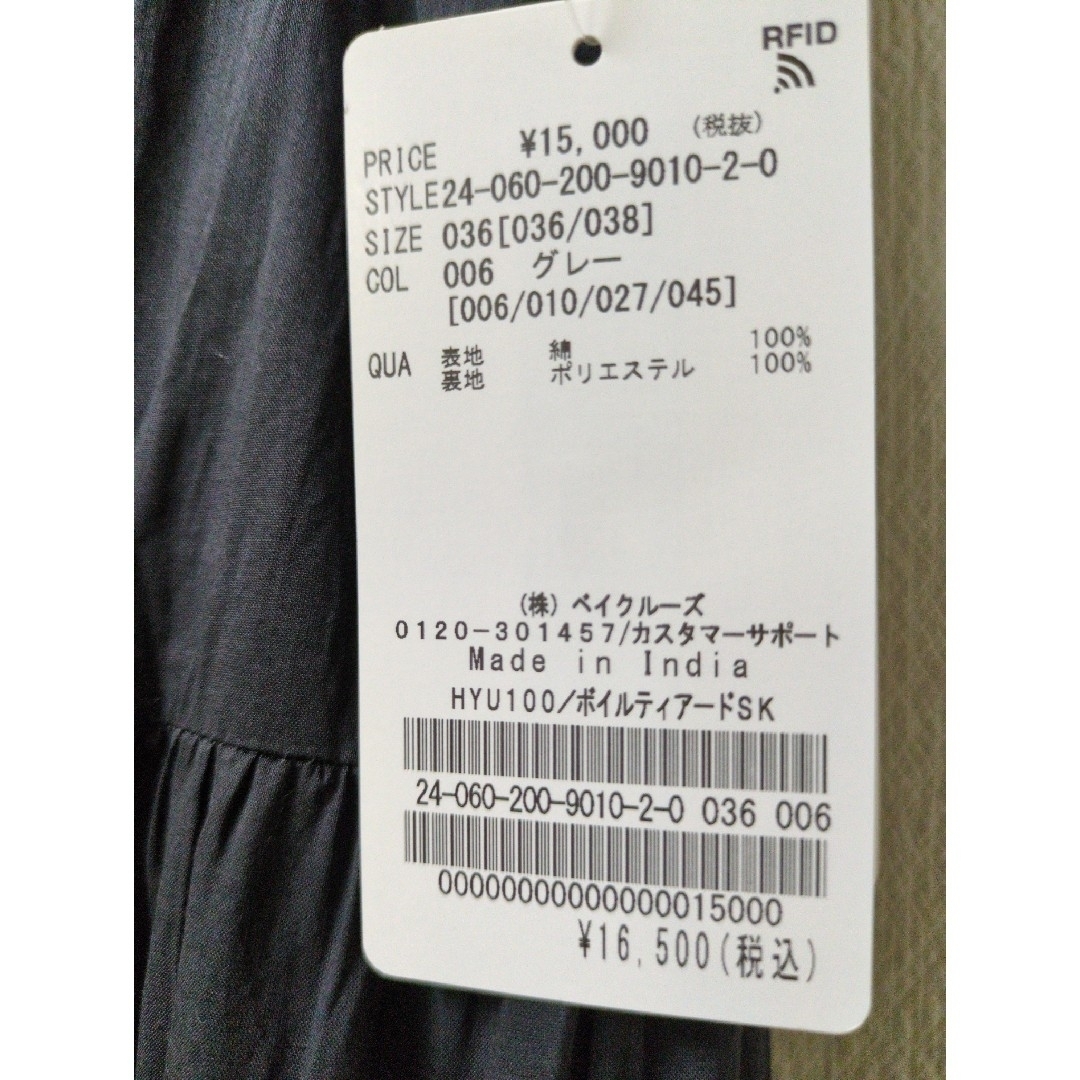 RFID
PRICE ¥15,000 (税抜)
STYLE 24-060-200-9010-2-0
SIZE 036[036/038]
COL 006 グレー
[006/010/027/045]
QUA 表地 綿 100%
裏地 ポリエステル 100%
(株) ベイクルーズ
0120-301457/カスタマーサポート
Made in India
HYU100/ボイルティアードSK
24-060-200-9010-2-0 036 006
00000000000000015000
¥16,500(税込)